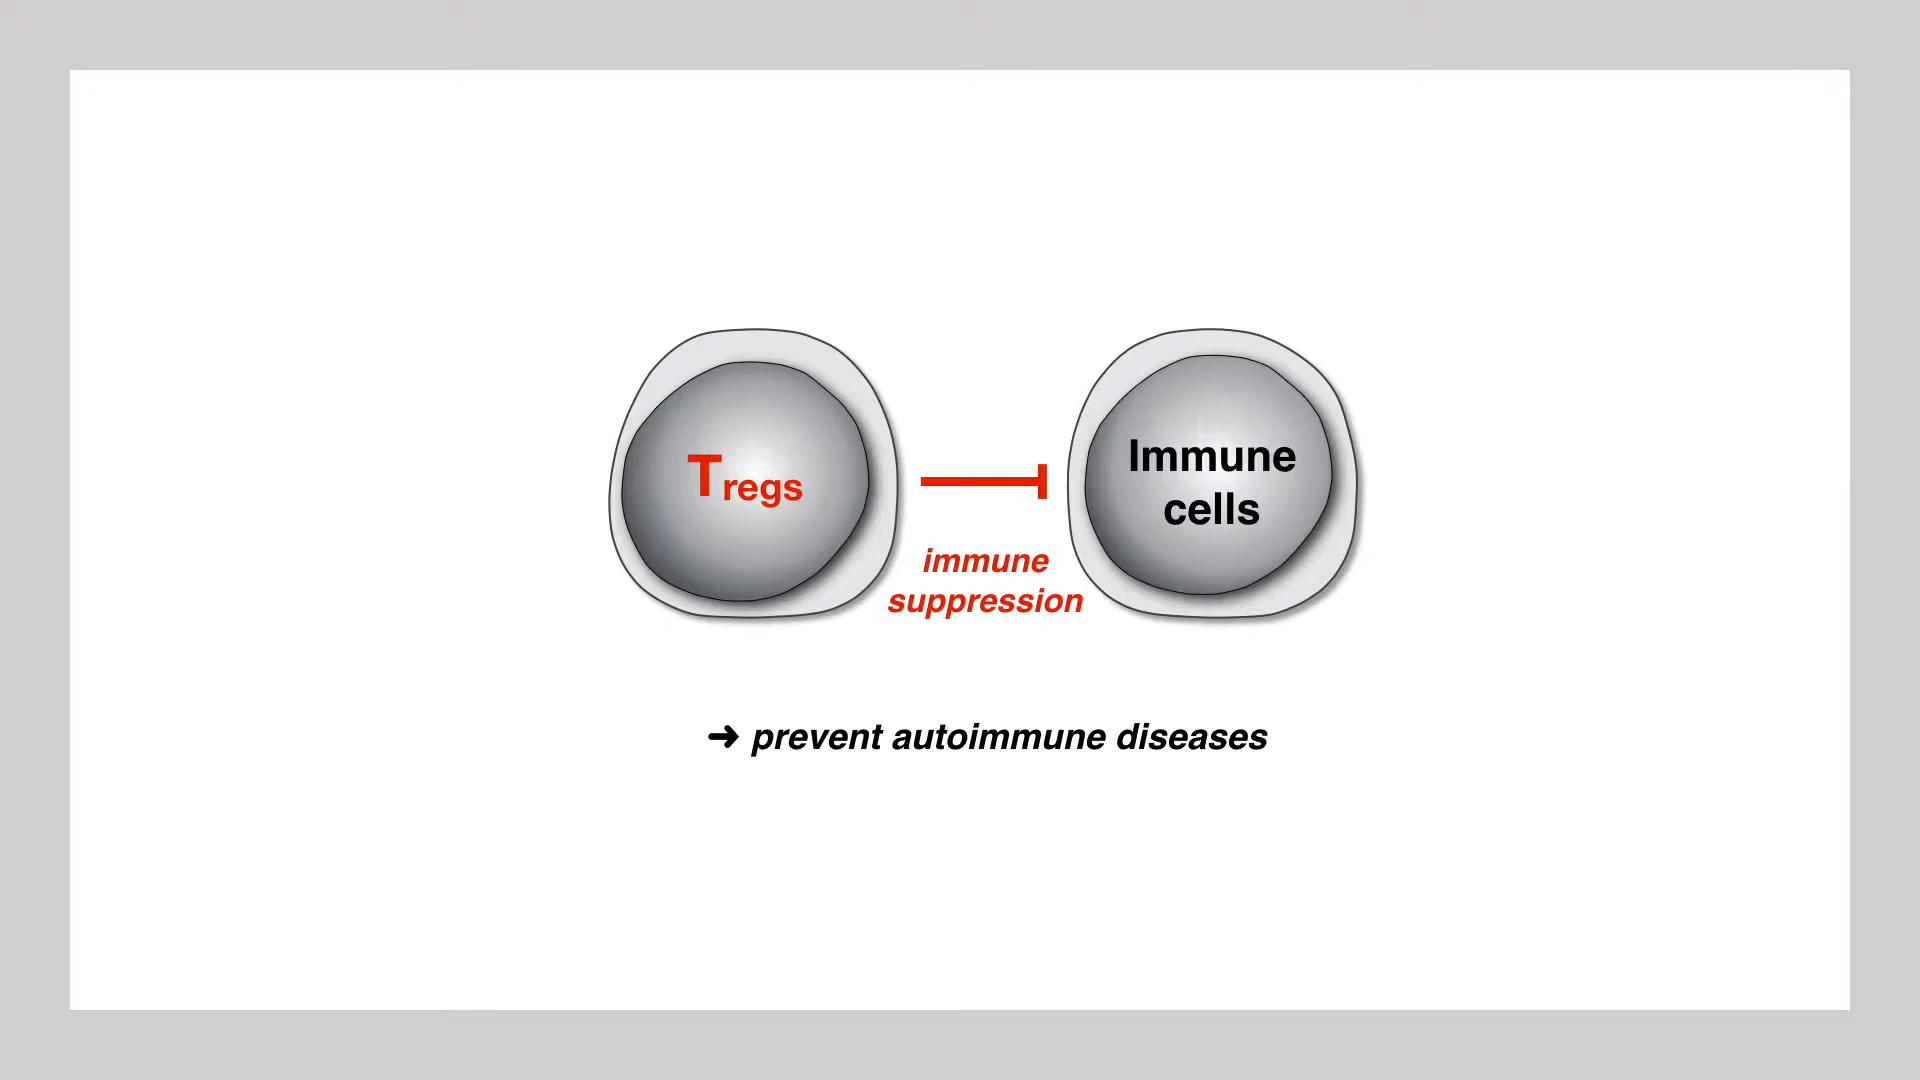 Tregs
Immune
cells
immune
suppression
➔ prevent autoimmune diseases